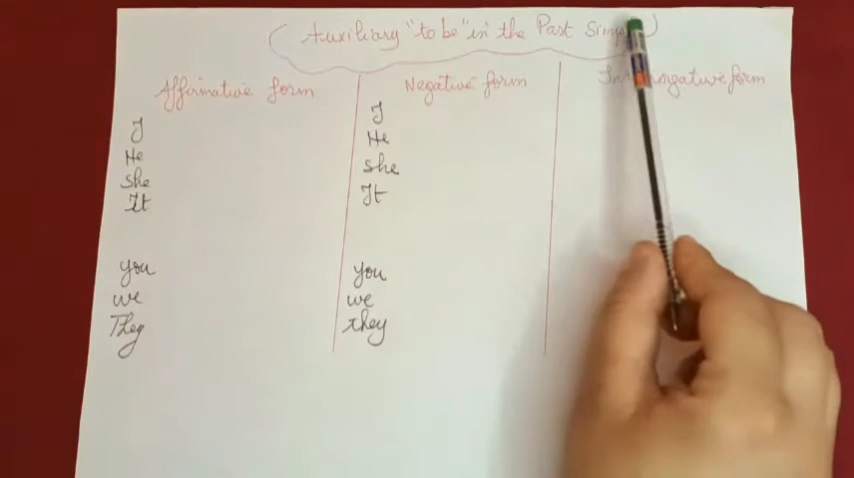 Auxiliary "to be" in the Past
Affirmative form
I
He
She
It
you
we
They
Negative form
I
He
she
It
you
we
they
form